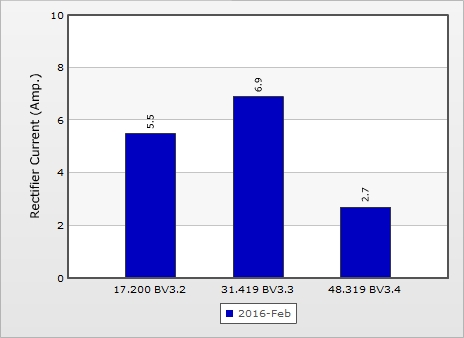 10
8
6
4
2
0
Rectifier Current (Amp.)
5.5
6.9
2.7
17.200 BV3.2
31.419 BV3.3
48.319 BV3.4
2016-Feb